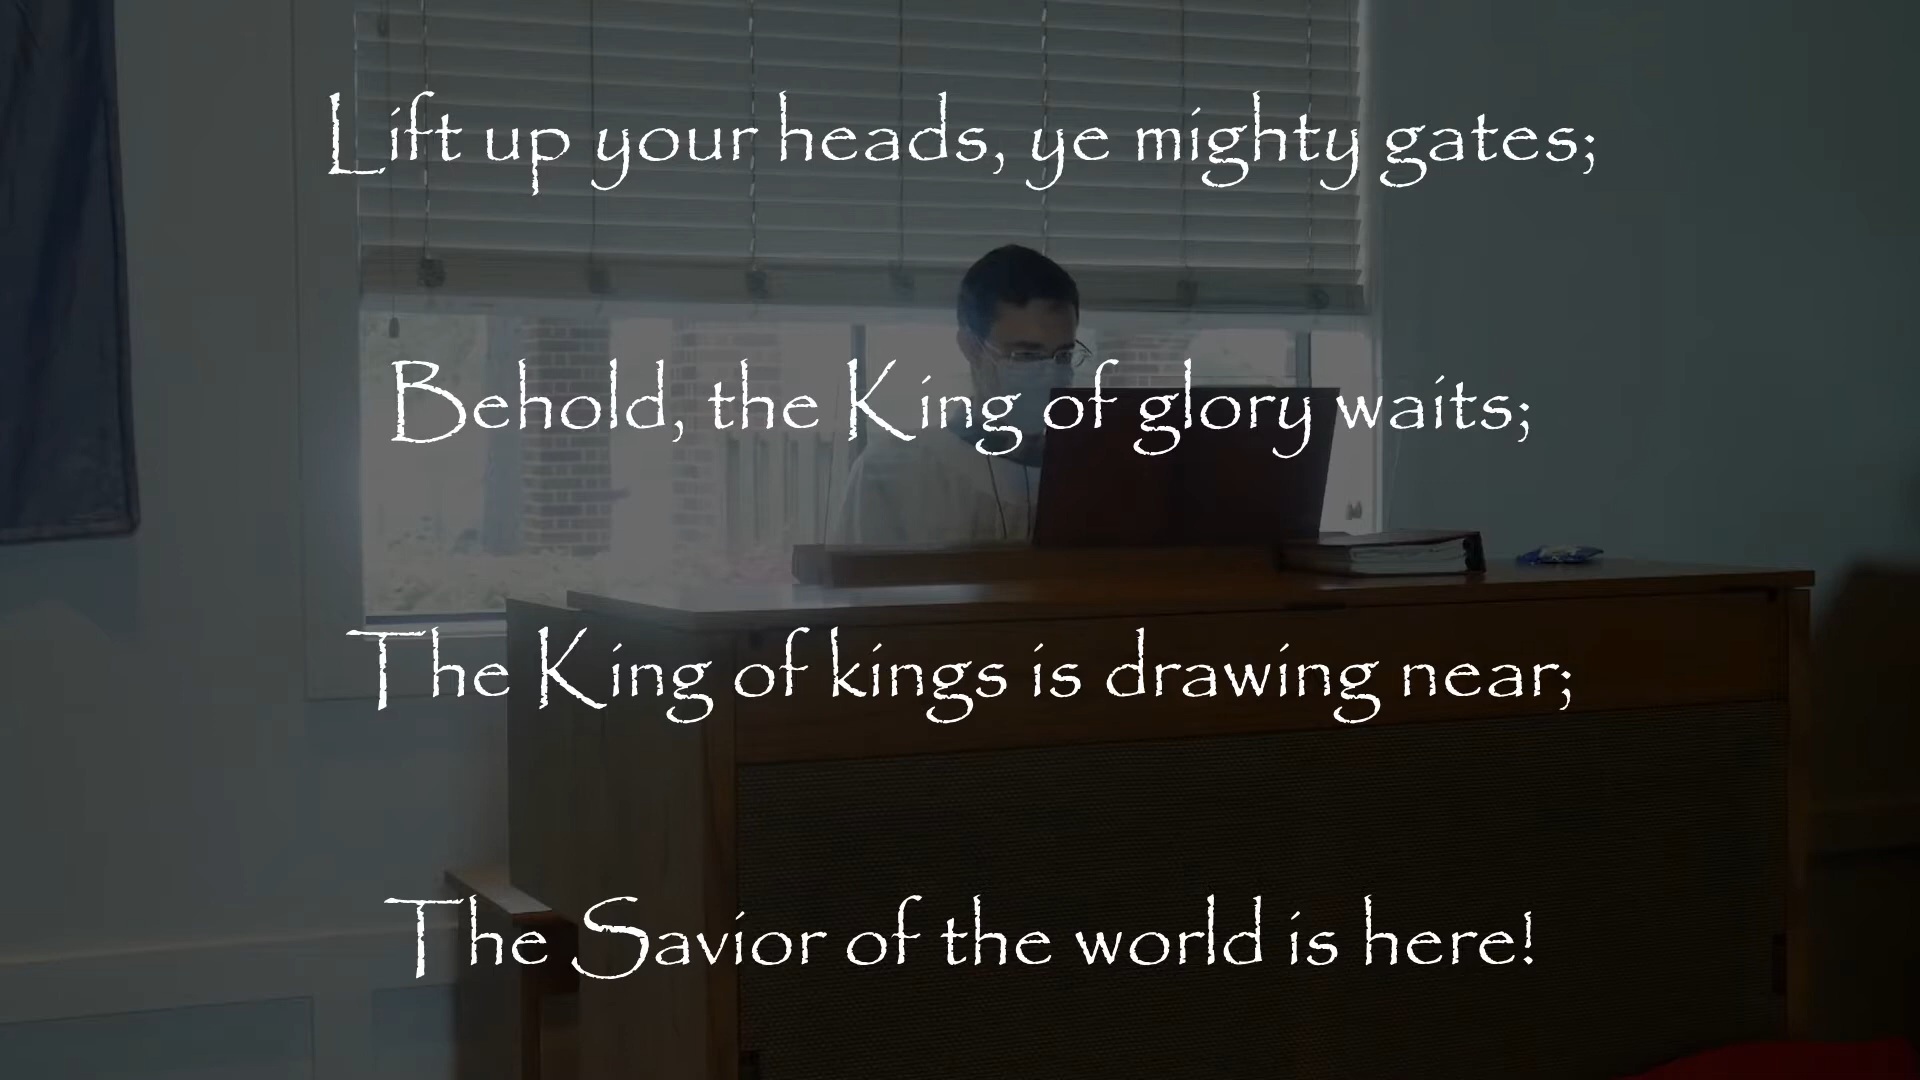 Lift up your heads, ye mighty gates;
Behold, the King of glory waits;
The King of kings is drawing near;
The Savior of the world is here!